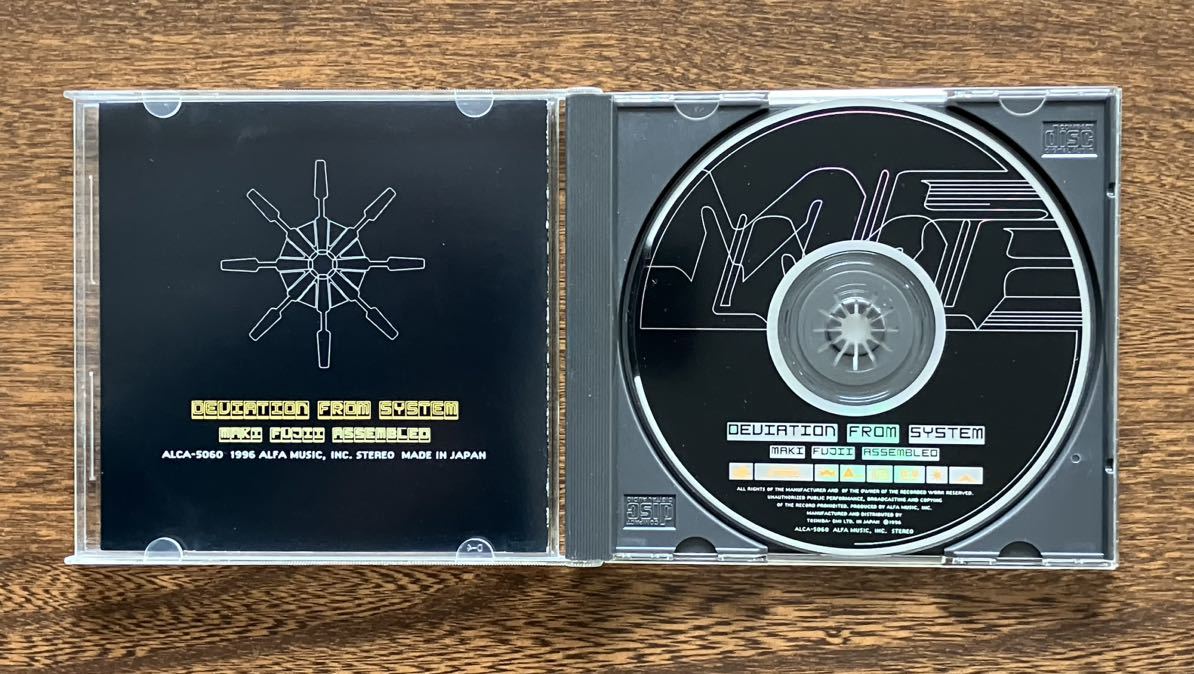 DEVIATION FROM SYSTEM
MAKI FUJII ASSEMBLED
ALCA-5060 1996 ALFA MUSIC, INC. STEREO MADE IN JAPAN
disc
DEVIATION FROM SYSTEM
MAKI FUJII ASSEMBLED
ALL RIGHTS OF THE MANUFACTURER AND OF THE OWNER OF THE RECORDED WORK RESERVED.
UNAUTHORIZED PUBLIC PERFORMANCE, BROADCASTING AND COPYING
OF THE RECORD PROHIBITED. PRODUCED BY ALFA MUSIC, INC.
MANUFACTURED AND DISTRIBUTED BY
TOSHIBA-EMI LTD. IN JAPAN ℗1996
ALCA-5060 ALFA MUSIC, INC. STEREO
disc